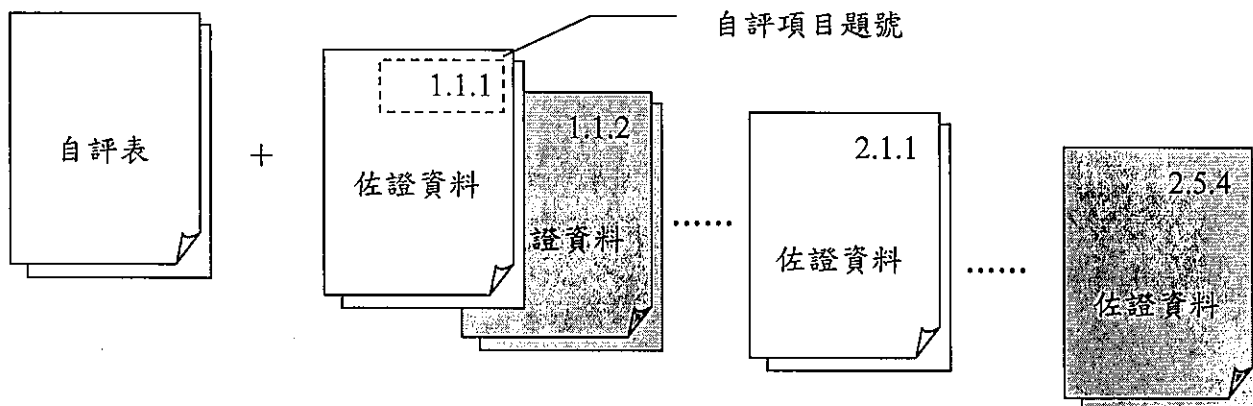 自評項目題號
自評表
+
1.1.1
佐證資料
1.1.2
證資料
……
2.1.1
佐證資料
……
2.5.4
佐證資料